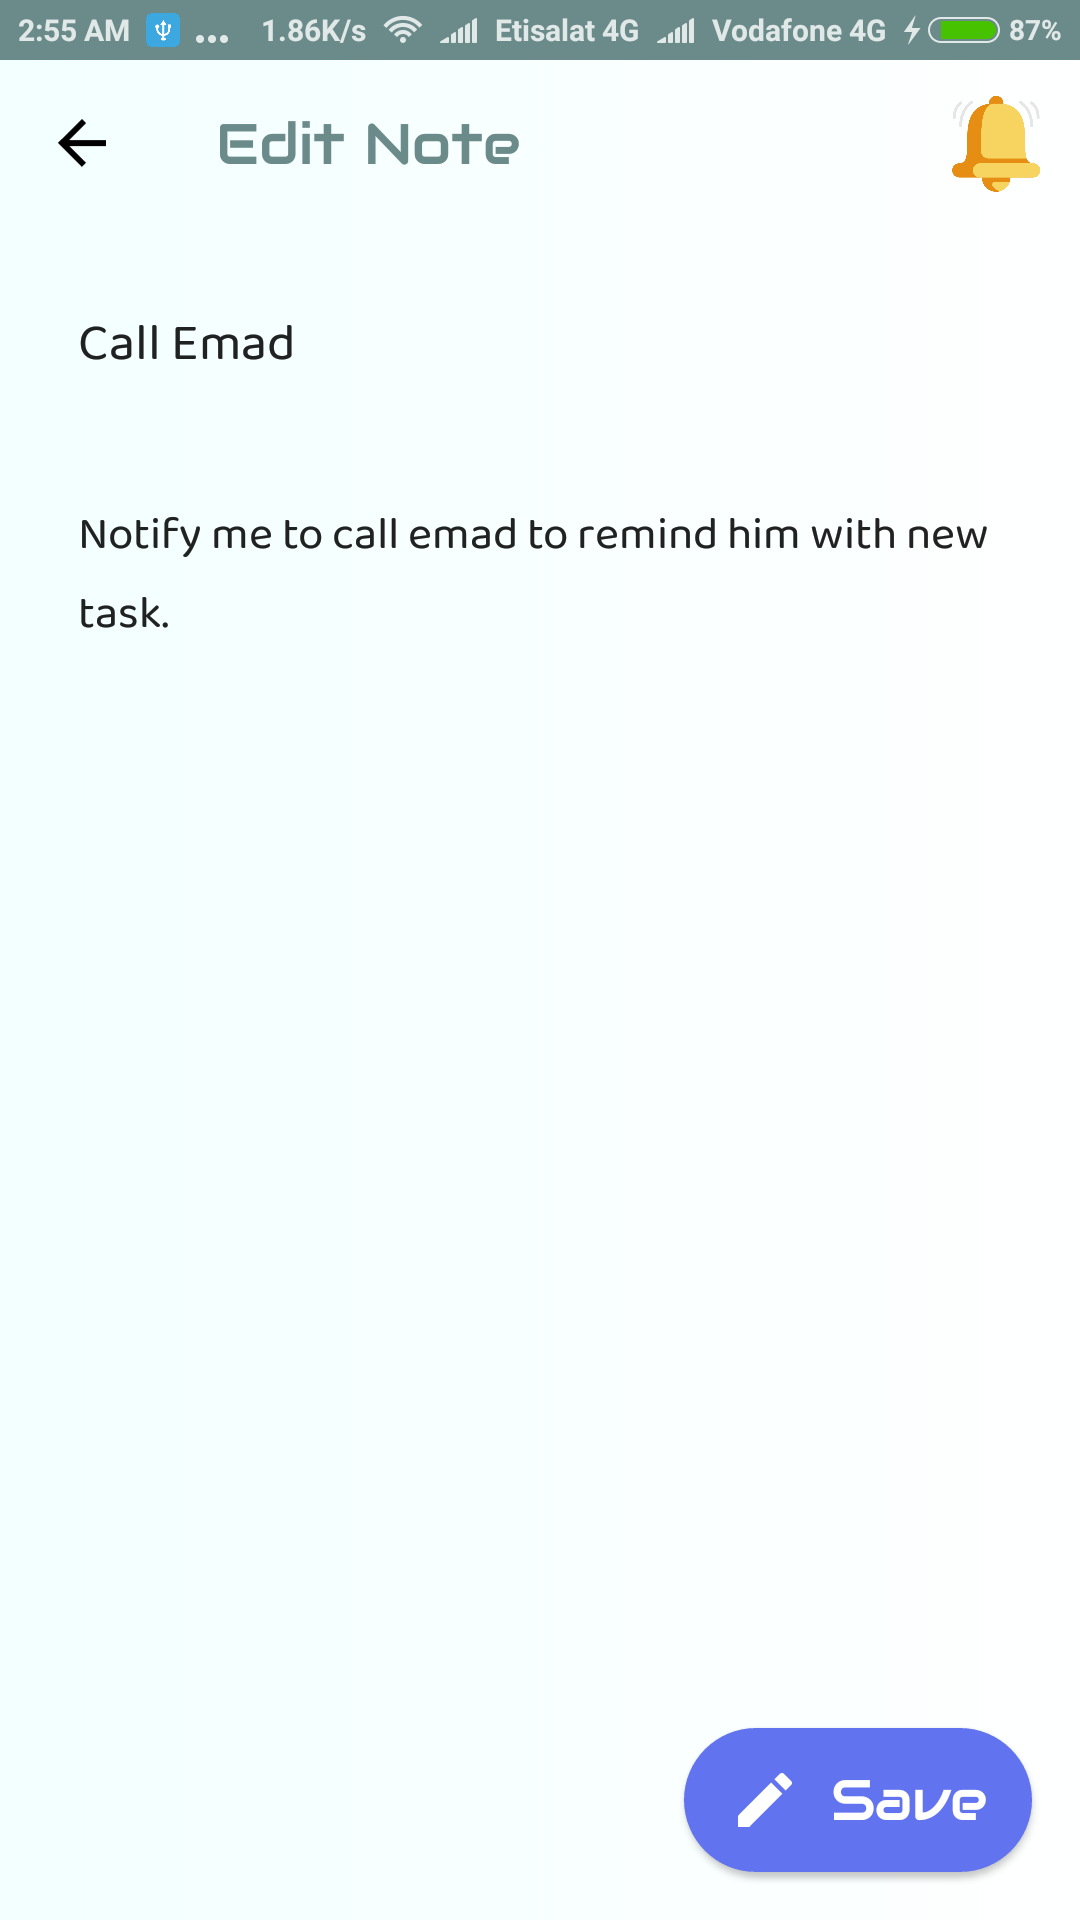 2:55 AM ... 1.86K/s Etisalat 4G Vodafone 4G 87%
Edit Note
Call Emad
Notify me to call emad to remind him with new
task.
Save